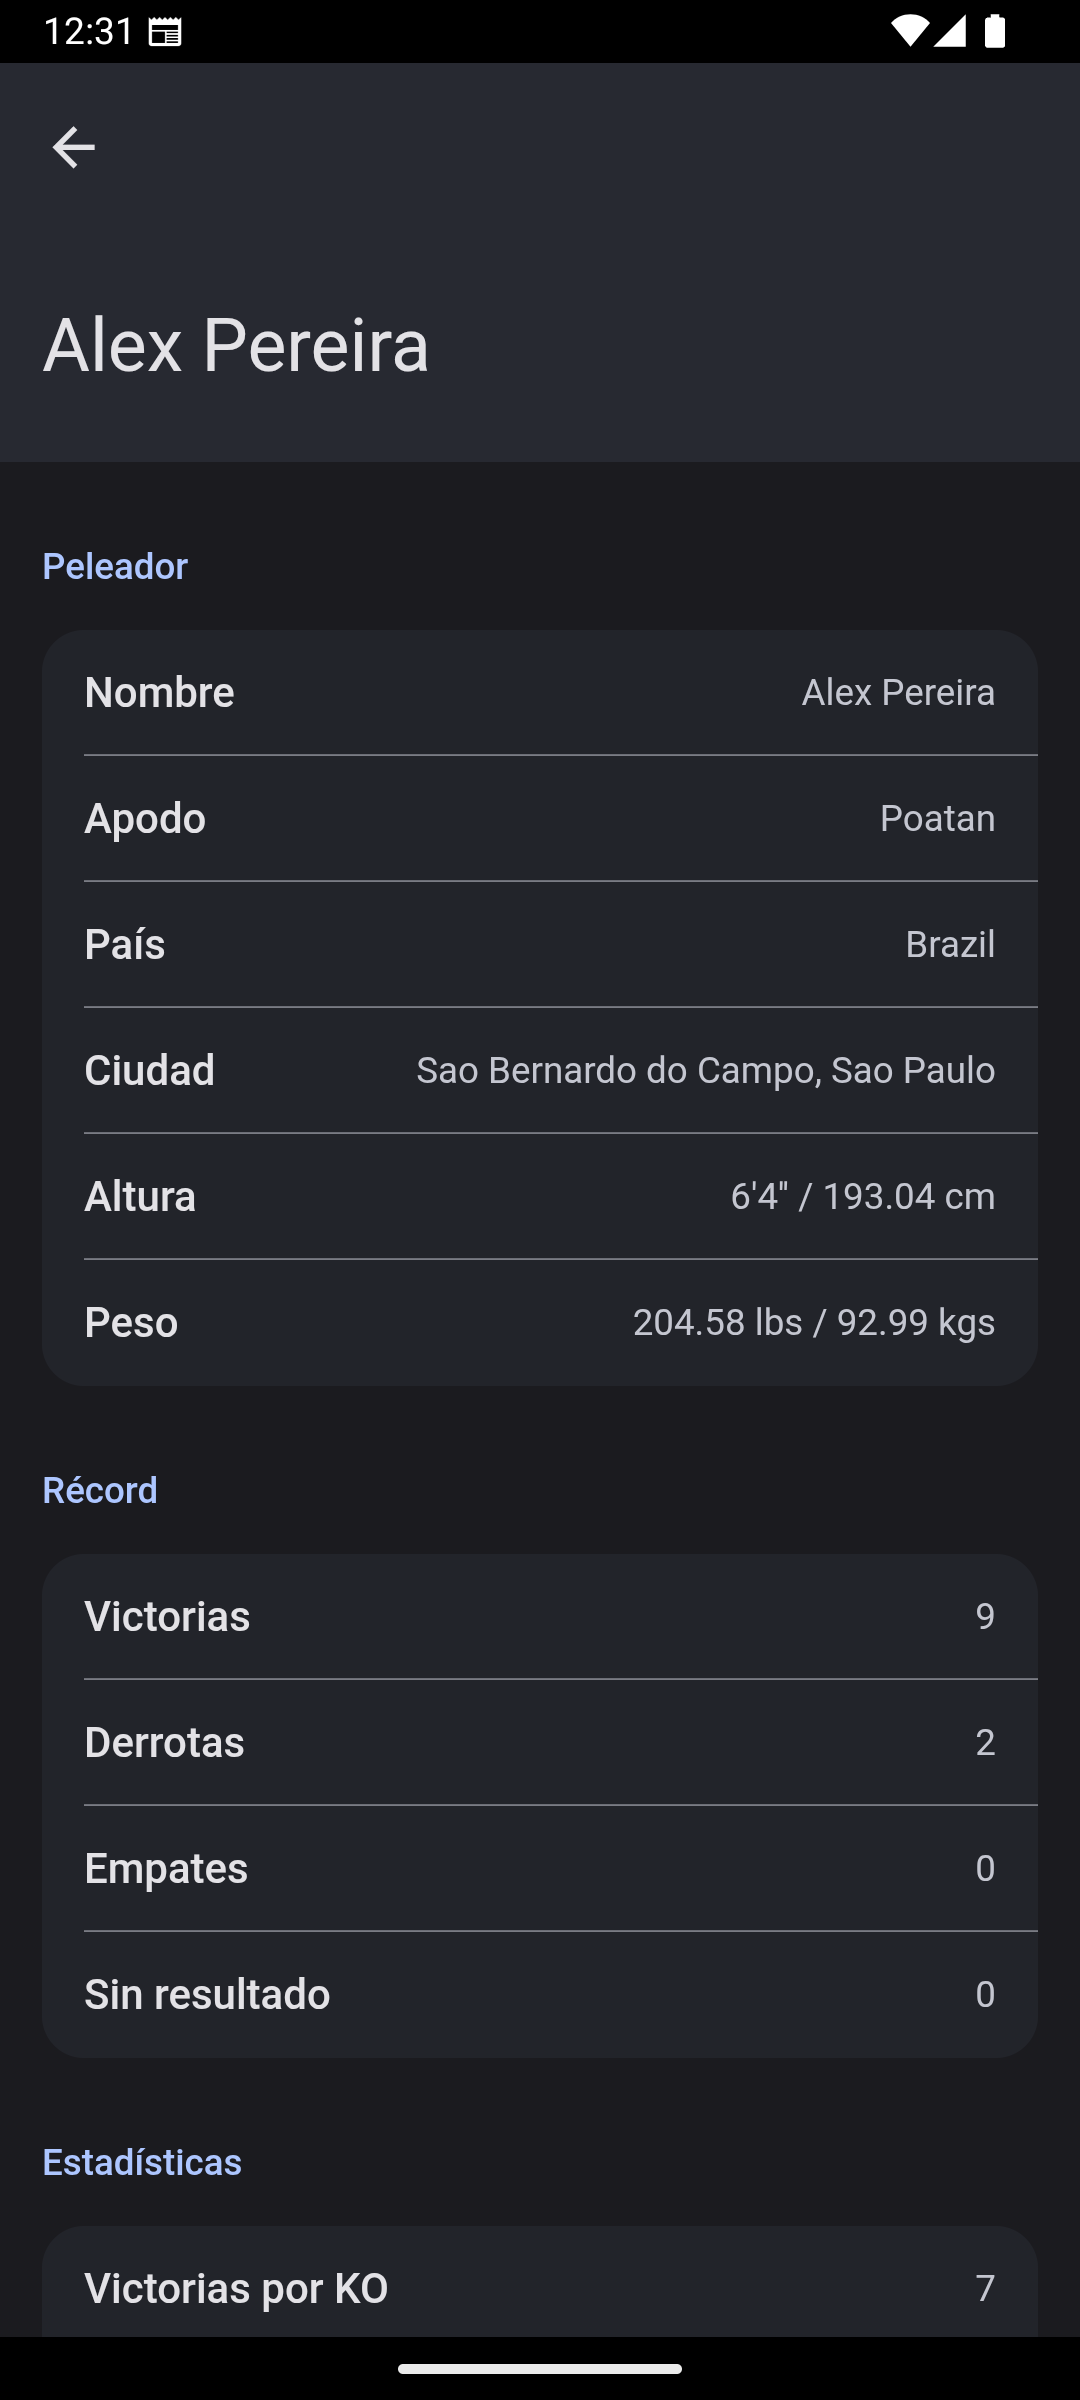 12:31
Alex Pereira
Peleador
Nombre Alex Pereira
Apodo Poatan
País Brazil
Ciudad Sao Bernardo do Campo, Sao Paulo
Altura 6'4" / 193.04 cm
Peso 204.58 lbs / 92.99 kgs
Récord
Victorias 9
Derrotas 2
Empates 0
Sin resultado 0
Estadísticas
Victorias por KO 7